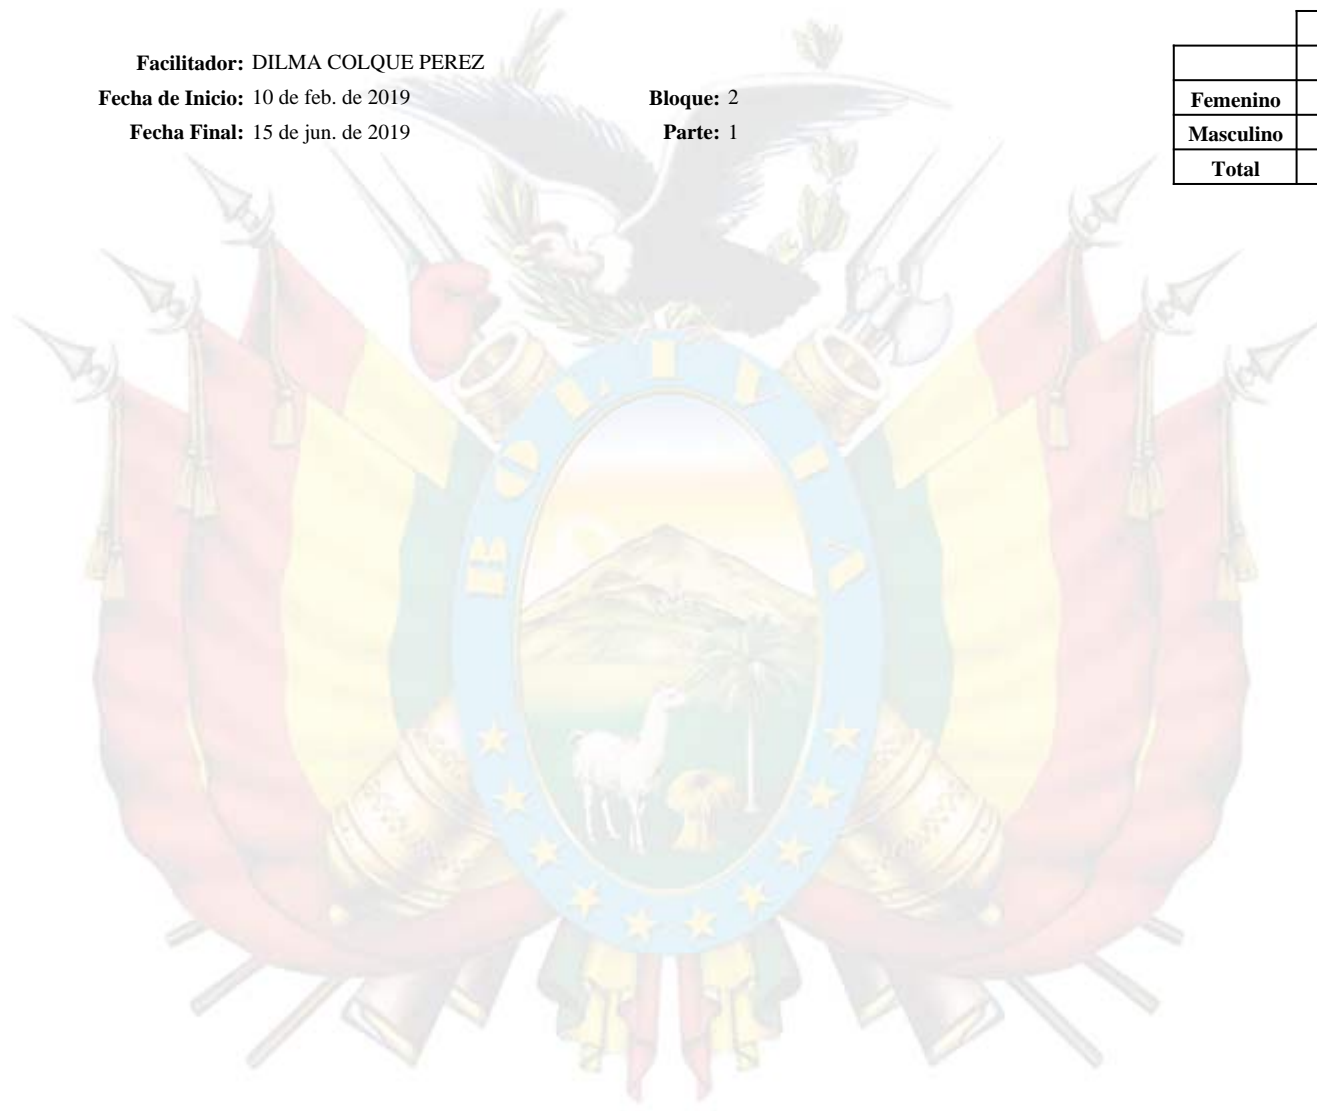 Facilitador: DILMA COLQUE PEREZ
Fecha de Inicio: 10 de feb. de 2019 Bloque: 2
Fecha Final: 15 de jun. de 2019 Parte: 1
Femenino
Masculino
Total
BOLIVIA